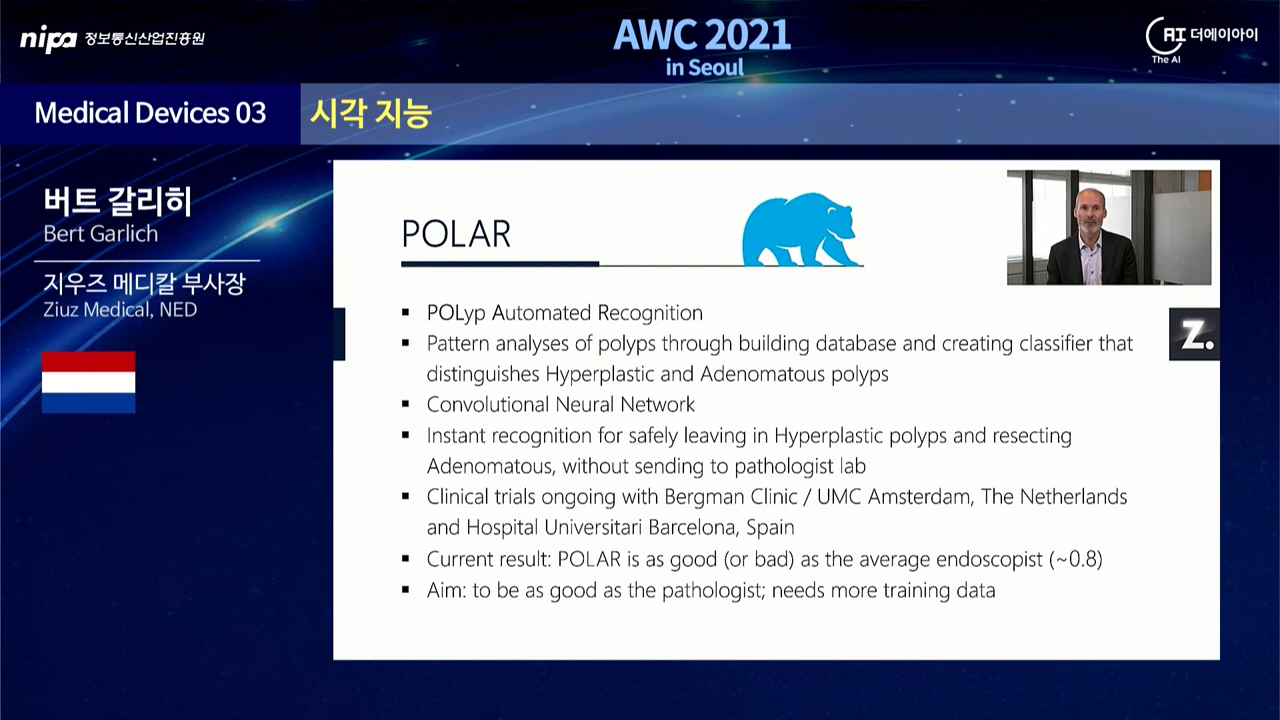 nipa 정보통신산업진흥원
AWC 2021
in Seoul
AI 더에이아이
The AI
Medical Devices 03
시각 지능
버트 갈리히
Bert Garlich
지우즈 메디칼 부사장
Ziuz Medical, NED
POLAR
Z.
▪ POLyp Automated Recognition
▪ Pattern analyses of polyps through building database and creating classifier that
distinguishes Hyperplastic and Adenomatous polyps
▪ Convolutional Neural Network
▪ Instant recognition for safely leaving in Hyperplastic polyps and resecting
Adenomatous, without sending to pathologist lab
▪ Clinical trials ongoing with Bergman Clinic / UMC Amsterdam, The Netherlands
and Hospital Universitari Barcelona, Spain
▪ Current result: POLAR is as good (or bad) as the average endoscopist (~0.8)
▪ Aim: to be as good as the pathologist; needs more training data